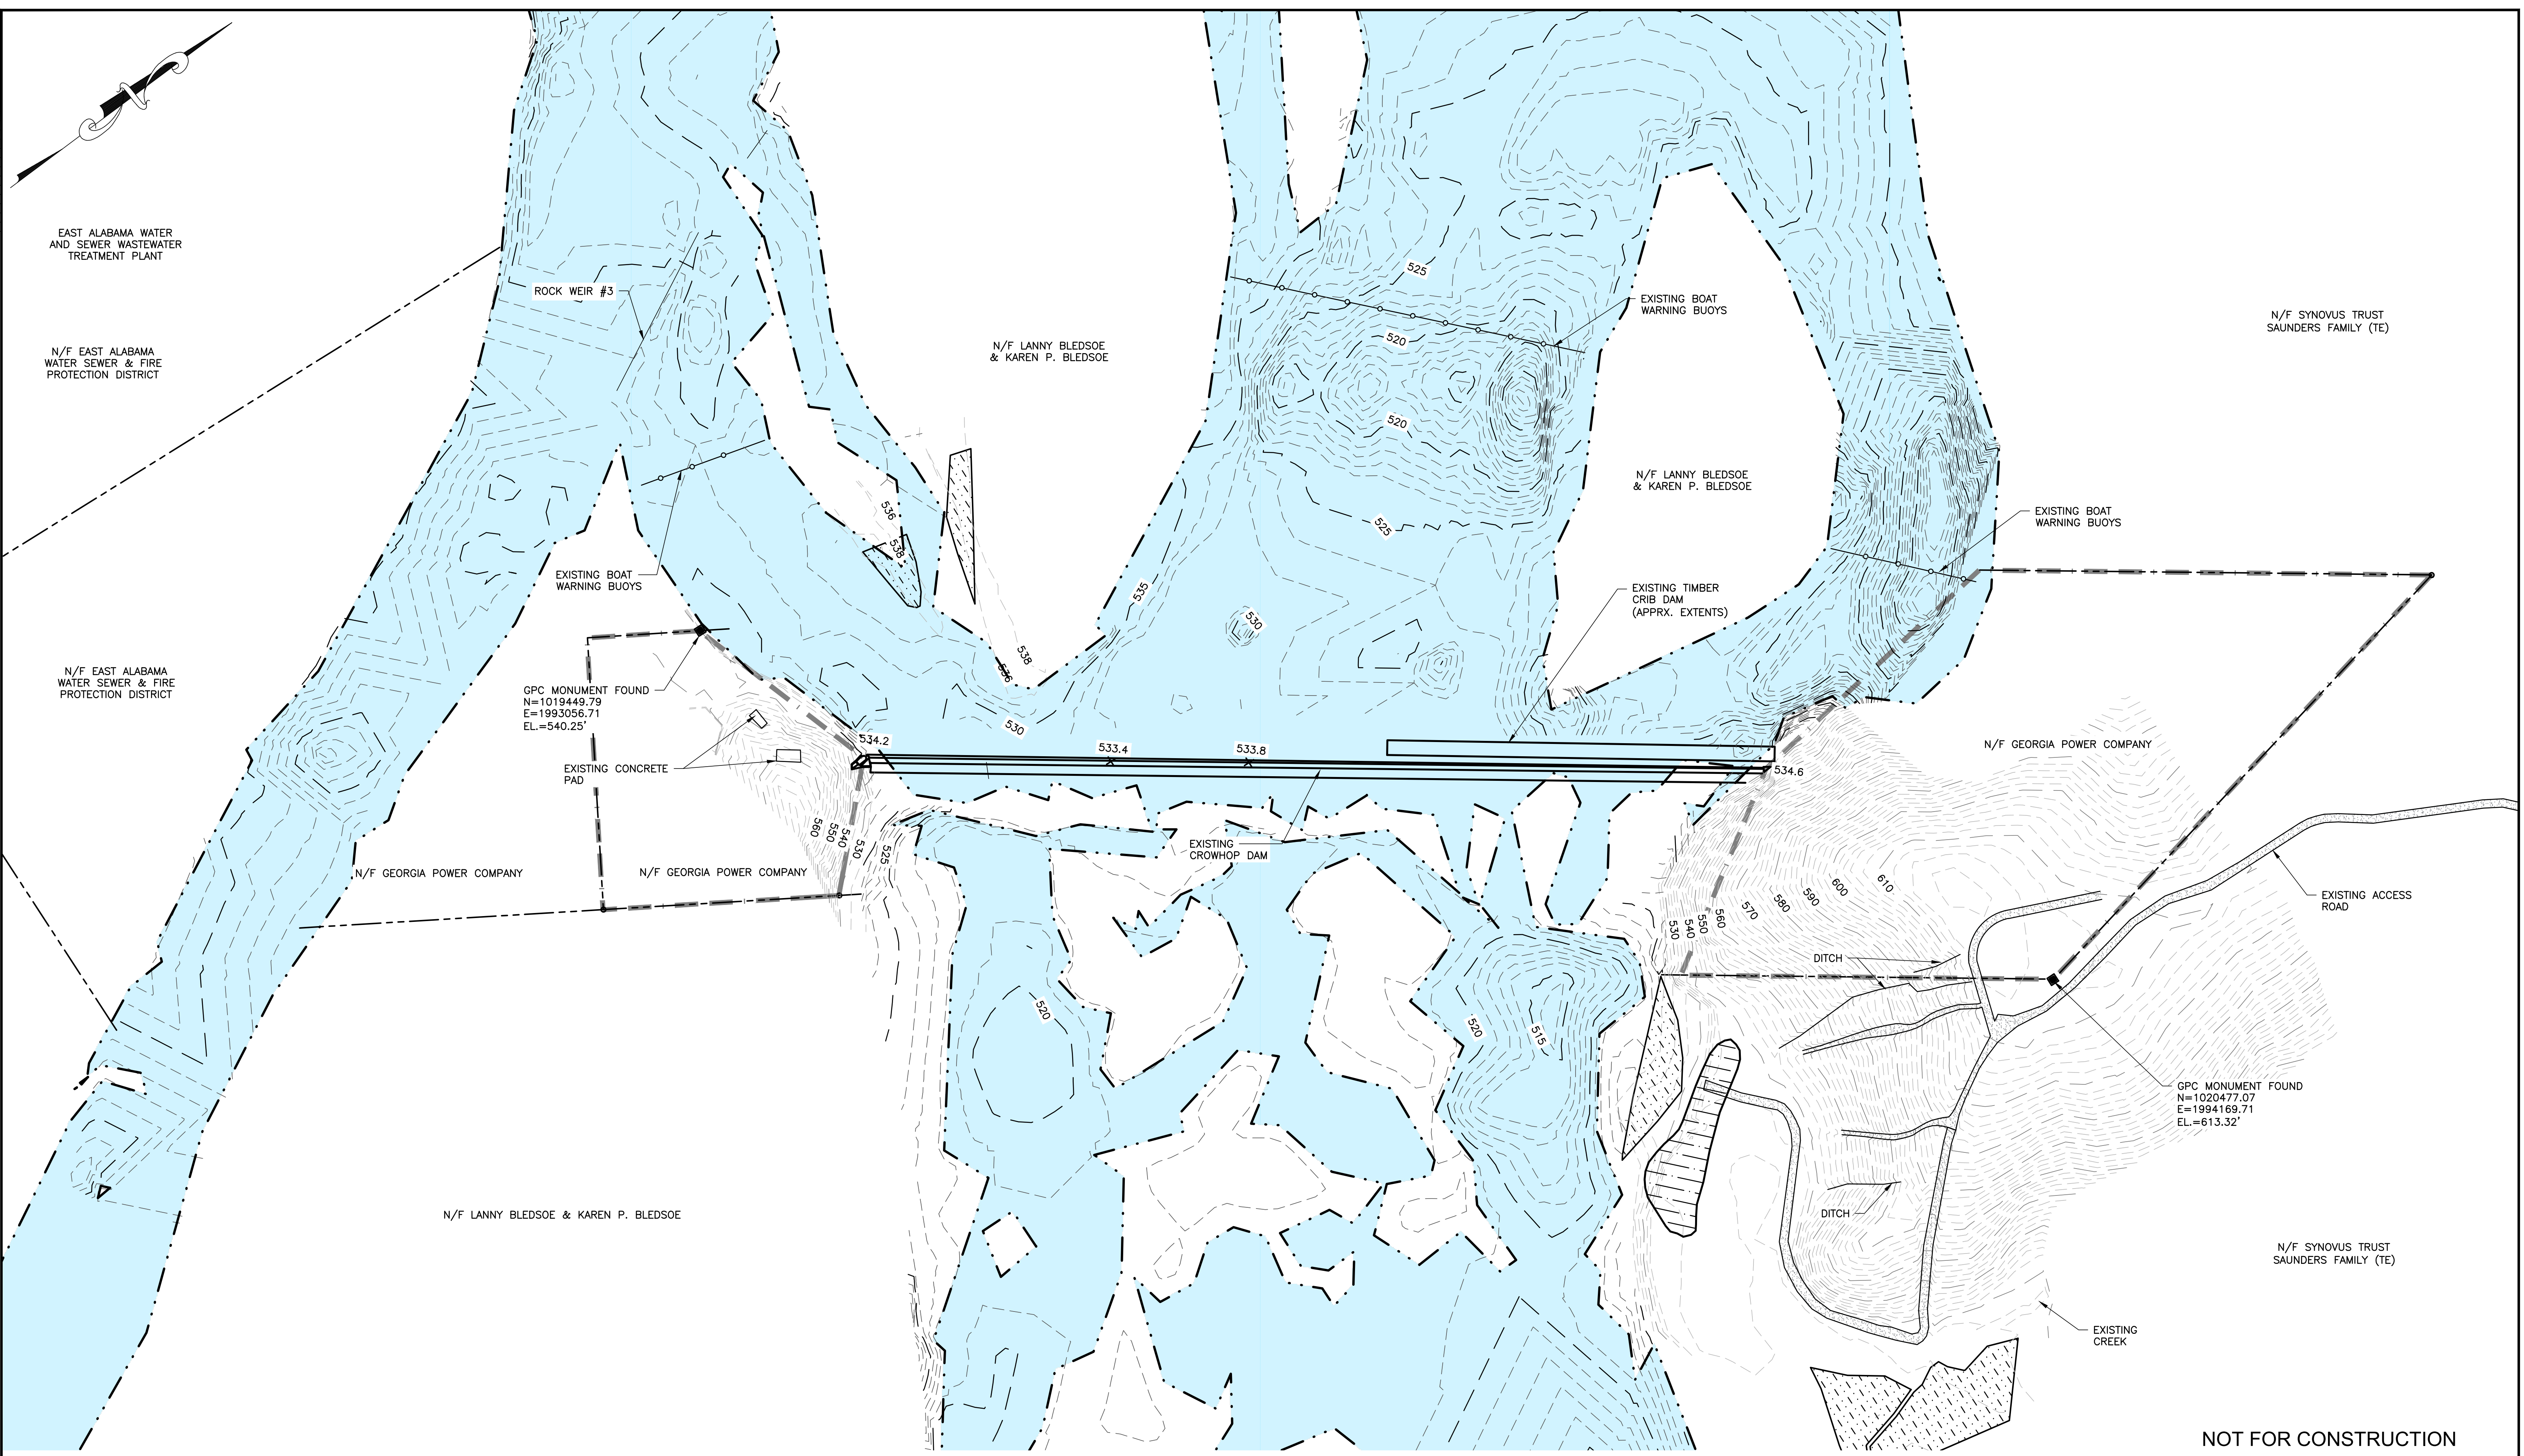 N
EAST ALABAMA WATER
AND SEWER WASTEWATER
TREATMENT PLANT
N/F EAST ALABAMA
WATER SEWER & FIRE
PROTECTION DISTRICT
ROCK WEIR #3
N/F LANNY BLEDSOE
& KAREN P. BLEDSOE
525
520
520
525
EXISTING BOAT
WARNING BUOYS
N/F SYNOVUS TRUST
SAUNDERS FAMILY (TE)
N/F LANNY BLEDSOE
& KAREN P. BLEDSOE
EXISTING BOAT
WARNING BUOYS
536
538
EXISTING BOAT
WARNING BUOYS
535
530
538
536
530
EXISTING TIMBER
CRIB DAM
(APPRX. EXTENTS)
N/F EAST ALABAMA
WATER SEWER & FIRE
PROTECTION DISTRICT
GPC MONUMENT FOUND
N=1019449.79
E=1993056.71
EL.=540.25'
534.2
533.4
533.8
534.6
EXISTING CONCRETE
PAD
N/F GEORGIA POWER COMPANY
560
550
540
530
525
EXISTING
CROWHOP DAM
N/F GEORGIA POWER COMPANY
N/F GEORGIA POWER COMPANY
530
540
550
560
570
580
590
600
610
EXISTING ACCESS
ROAD
DITCH
520
520
515
GPC MONUMENT FOUND
N=1020477.07
E=1994169.71
EL.=613.32'
DITCH
N/F LANNY BLEDSOE & KAREN P. BLEDSOE
N/F SYNOVUS TRUST
SAUNDERS FAMILY (TE)
EXISTING
CREEK
NOT FOR CONSTRUCTION